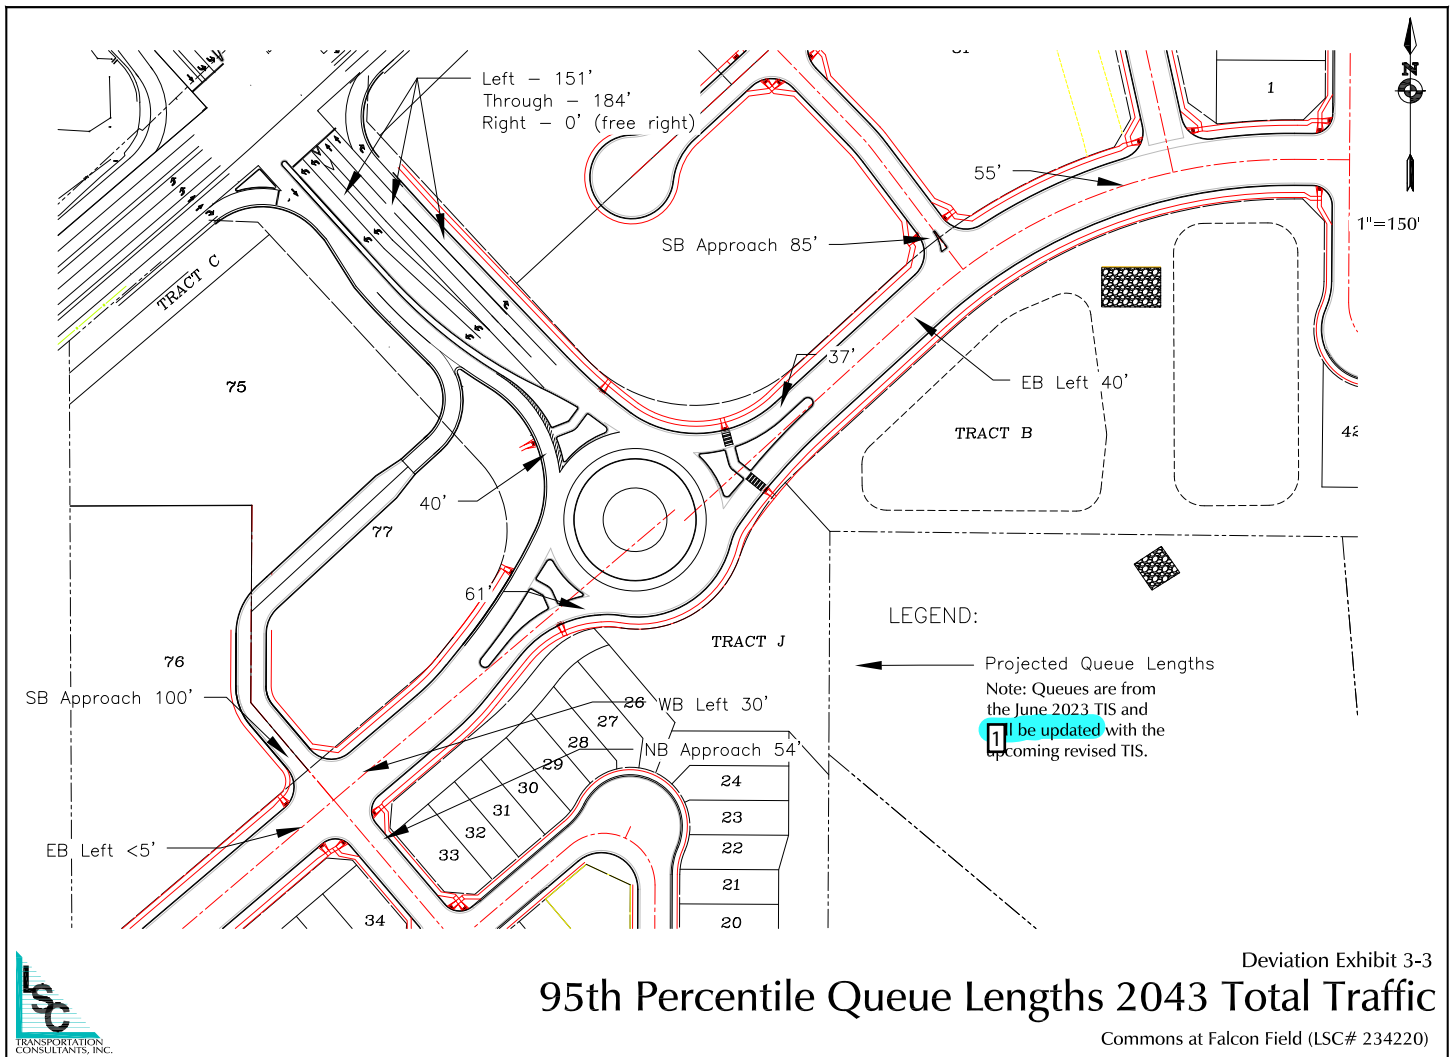 Left - 151'
Through - 184'
Right - 0' (free right)
1
N
55'
1"=150'
SB Approach 85'
TRACT C
37'
EB Left 40'
75
TRACT B
42
40'
77
61'
LEGEND:
TRACT J
76
Projected Queue Lengths
Note: Queues are from
the June 2023 TIS and
ll be updated with the
upcoming revised TIS.
1
SB Approach 100'
26
WB Left 30'
27
28
NB Approach 54'
29
30
31
32
33
24
23
22
21
20
EB Left <5'
34
Deviation Exhibit 3-3
95th Percentile Queue Lengths 2043 Total Traffic
Commons at Falcon Field (LSC# 234220)
LSC
TRANSPORTATION
CONSULTANTS, INC.